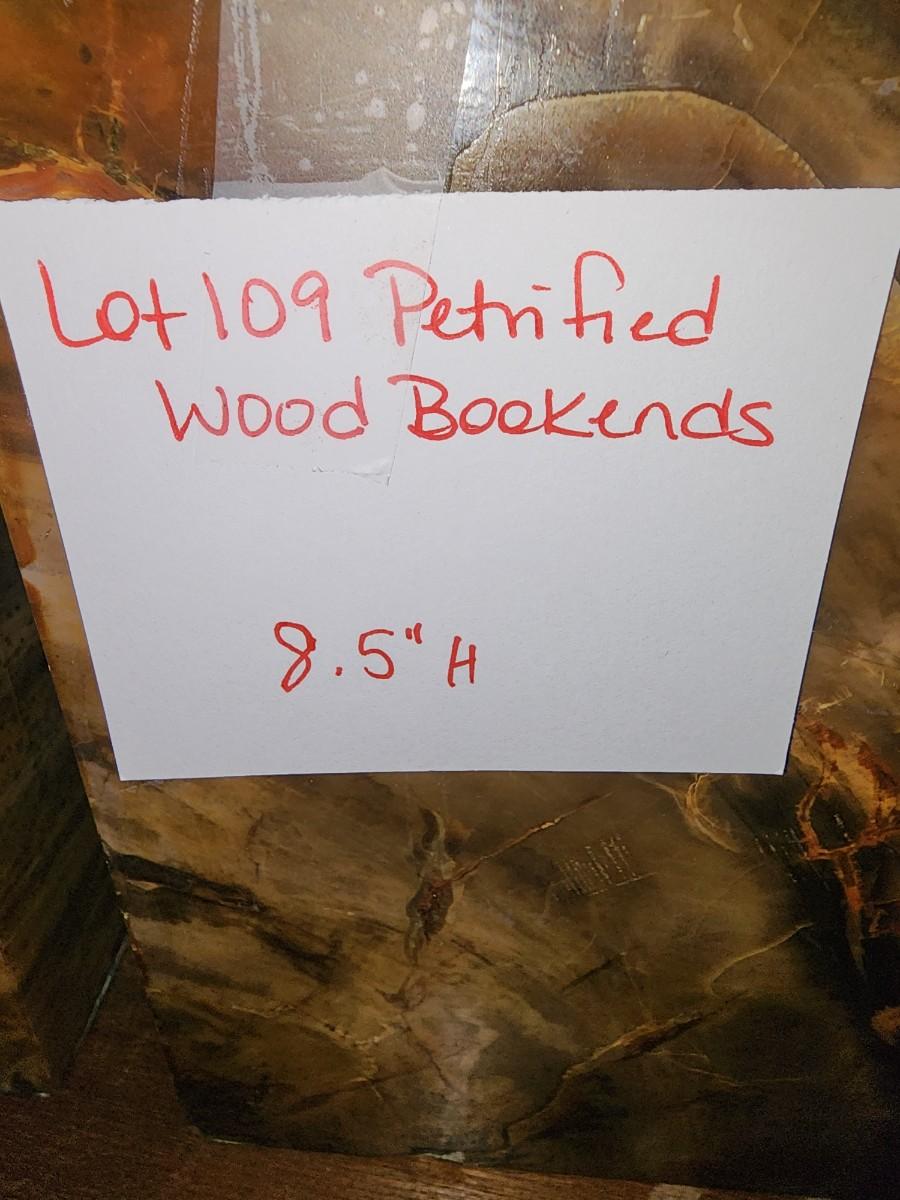 Lot 109 Petrified
Wood Bookends
8.5" H